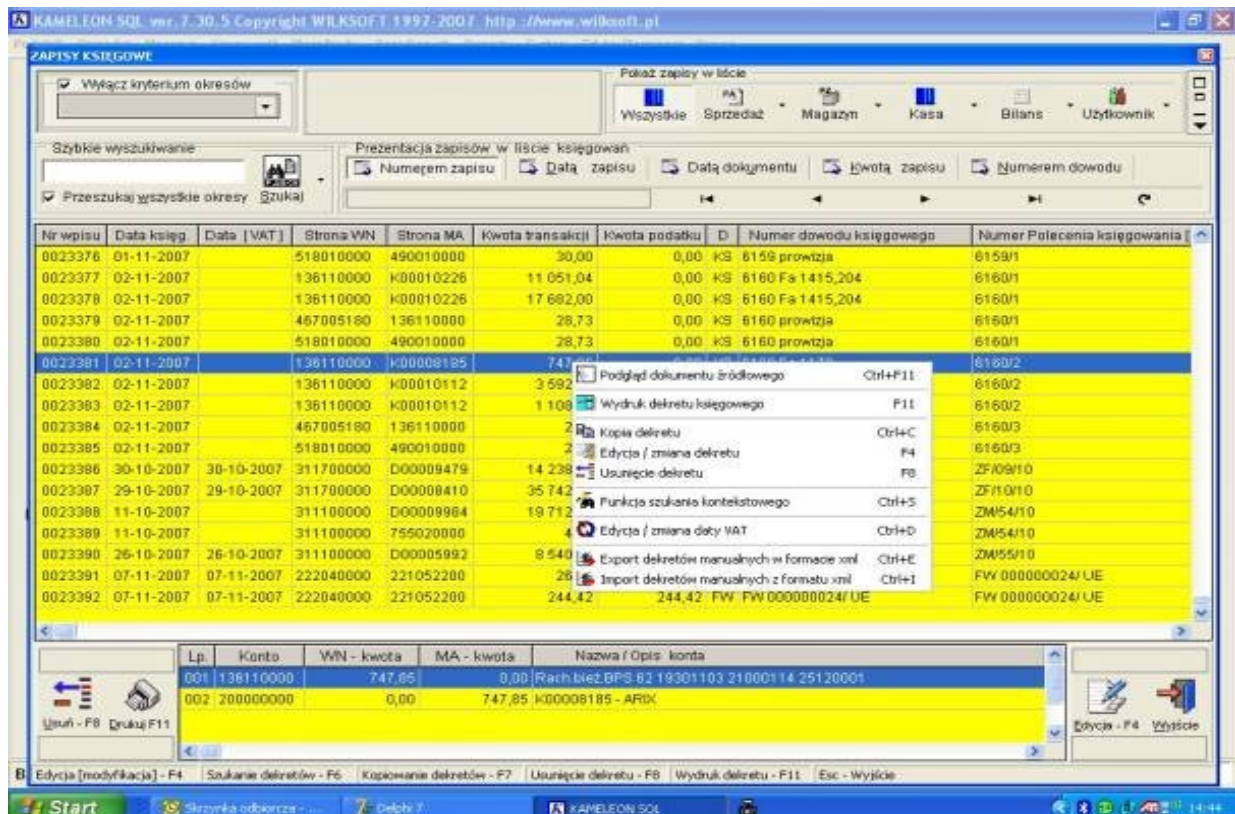 KAMELEON SQL ver.7.30.5 Copyright WILKSOFT 1997-2007 http://www.wilksoft.pl
ZAPISY KSIĘGOWE
Wyłącz kryterium okresów
Pokaż zapisy w liście
Wszystkie Sprzedaż Magazyn Kasa Bilans Użytkownik
Szybkie wyszukiwanie
Prezentacja zapisów w liście księgowań
Numerem zapisu Datą zapisu Datą dokumentu Kwotą zapisu Numerem dowodu
Przeszukaj wszystkie okresy Szukaj
Nr wpisu Data księg. Data [VAT] Strona WN Strona MA Kwota transakcji Kwota podatku D Numer dowodu księgowego Numer Polecenia księgowania [
0023376 01-11-2007 518010000 490010000 30,00 0,00 KS 6159 prowizja 6159/1
0023377 02-11-2007 136110000 K00010226 11 051,04 0,00 KS 6160 Fa 1415,204 6160/1
0023378 02-11-2007 136110000 K00010226 17 682,00 0,00 KS 6160 Fa 1415,204 6160/1
0023379 02-11-2007 467005180 136110000 28,73 0,00 KS 6160 prowizja 6160/1
0023380 02-11-2007 518010000 490010000 28,73 0,00 KS 6160 prowizja 6160/1
0023381 02-11-2007 136110000 K00008185 747 6160/2
0023382 02-11-2007 136110000 K00010112 3 592 6160/2
0023383 02-11-2007 136110000 K00010112 1 108 6160/2
0023384 02-11-2007 467005180 136110000 2 6160/3
0023385 02-11-2007 518010000 490010000 2 6160/3
0023386 30-10-2007 30-10-2007 311700000 D00009479 14 238 ZF/09/10
0023387 29-10-2007 29-10-2007 311700000 D00008410 35 742 ZF/10/10
0023388 11-10-2007 311100000 D00009984 19 712 ZM/54/10
0023389 11-10-2007 311100000 755020000 4 ZM/54/10
0023390 26-10-2007 26-10-2007 311100000 D00005992 8 540 ZM/55/10
0023391 07-11-2007 07-11-2007 222040000 221052200 26 FW 000000024/ UE
0023392 07-11-2007 07-11-2007 222040000 221052200 244,42 244,42 FW FW 000000024/ UE FW 000000024/ UE
Podgląd dokumentu źródłowego Ctrl+F11
Wydruk dekretu księgowego F11
Kopia dekretu Ctrl+C
Edycja / zmiana dekretu F4
Usunięcie dekretu F8
Funkcja szukania kontekstowego Ctrl+S
Edycja / zmiana daty VAT Ctrl+D
Export dekretów manualnych w formacie xml Ctrl+E
Import dekretów manualnych z formatu xml Ctrl+I
Lp. Konto WN - kwota MA - kwota Nazwa / Opis konta
001 136110000 747,85 0,00 Rach.bież.BPS 62 19301103 21000114 25120001
002 200000000 0,00 747,85 K00008185 - ARIX
Usuń - F8 Drukuj F11 Edycja - F4 Wyjście
Edycja [modyfikacja] - F4 Szukanie dekretów - F6 Kopiowanie dekretów - F7 Usunięcie dekretu - F8 Wydruk dekretu - F11 Esc - Wyjście
Start Skrzynka odbiorcza - ... Delphi 7 KAMELEON SQL 14:44